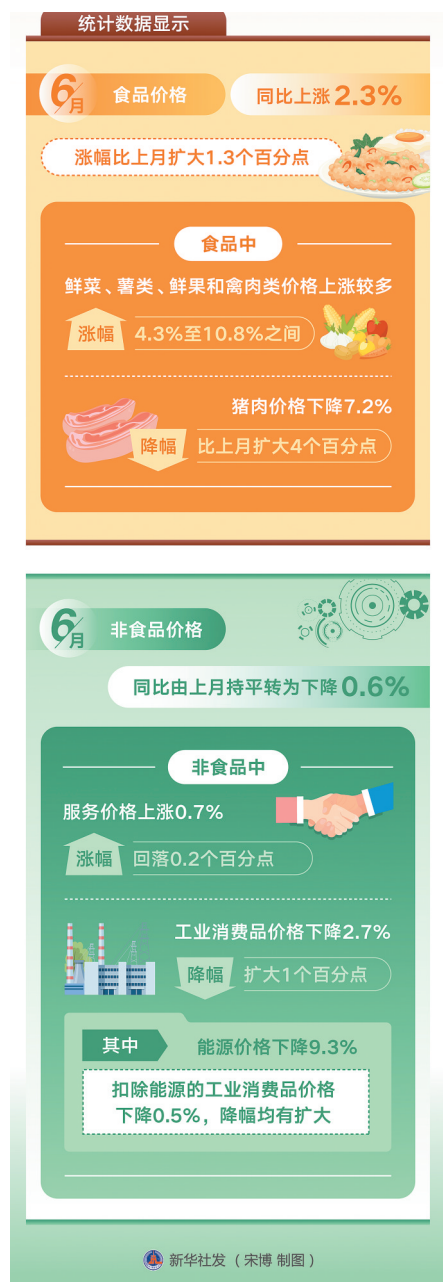 统计数据显示
6月 食品价格 同比上涨2.3%
涨幅比上月扩大1.3个百分点
食品中
鲜菜、薯类、鲜果和禽肉类价格上涨较多
涨幅 4.3%至10.8%之间
猪肉价格下降7.2%
降幅 比上月扩大4个百分点
6月 非食品价格
同比由上月持平转为下降0.6%
非食品中
服务价格上涨0.7%
涨幅 回落0.2个百分点
工业消费品价格下降2.7%
降幅 扩大1个百分点
其中 能源价格下降9.3%
扣除能源的工业消费品价格
下降0.5%，降幅均有扩大
新华社发（宋博 制图）